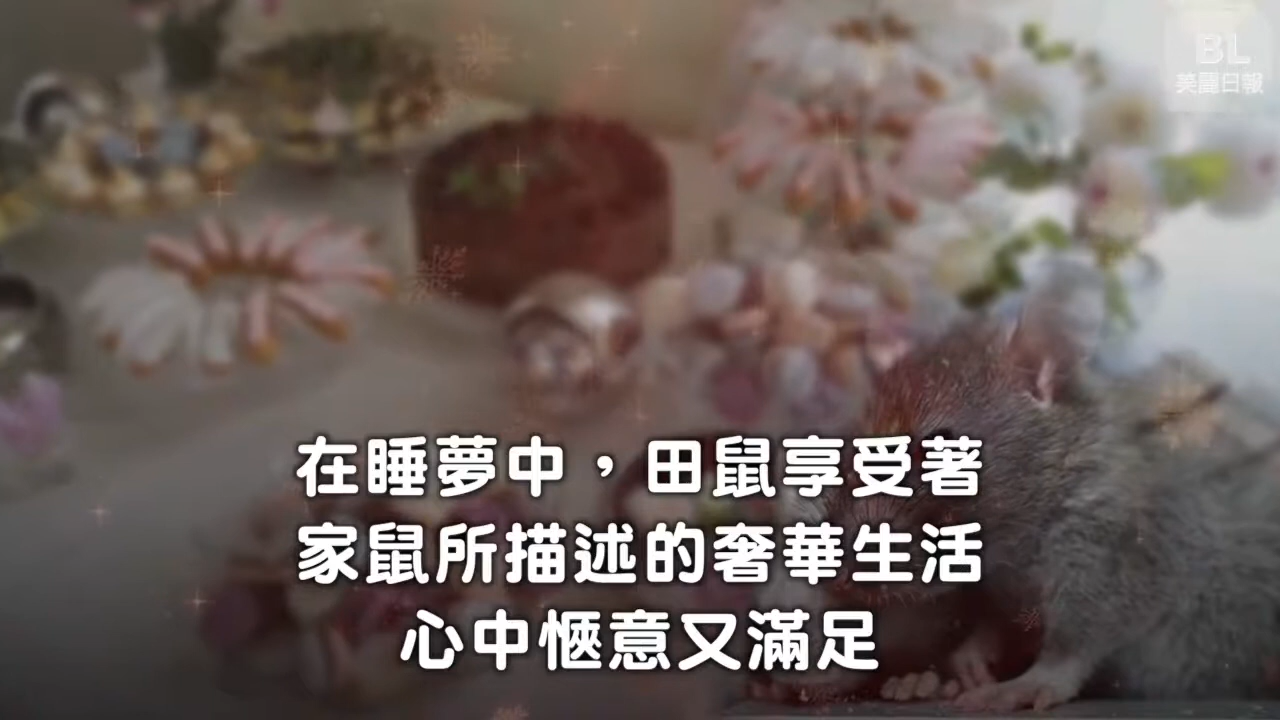 BL
美麗日報
在睡夢中，田鼠享受著
家鼠所描述的奢華生活
心中愜意又滿足